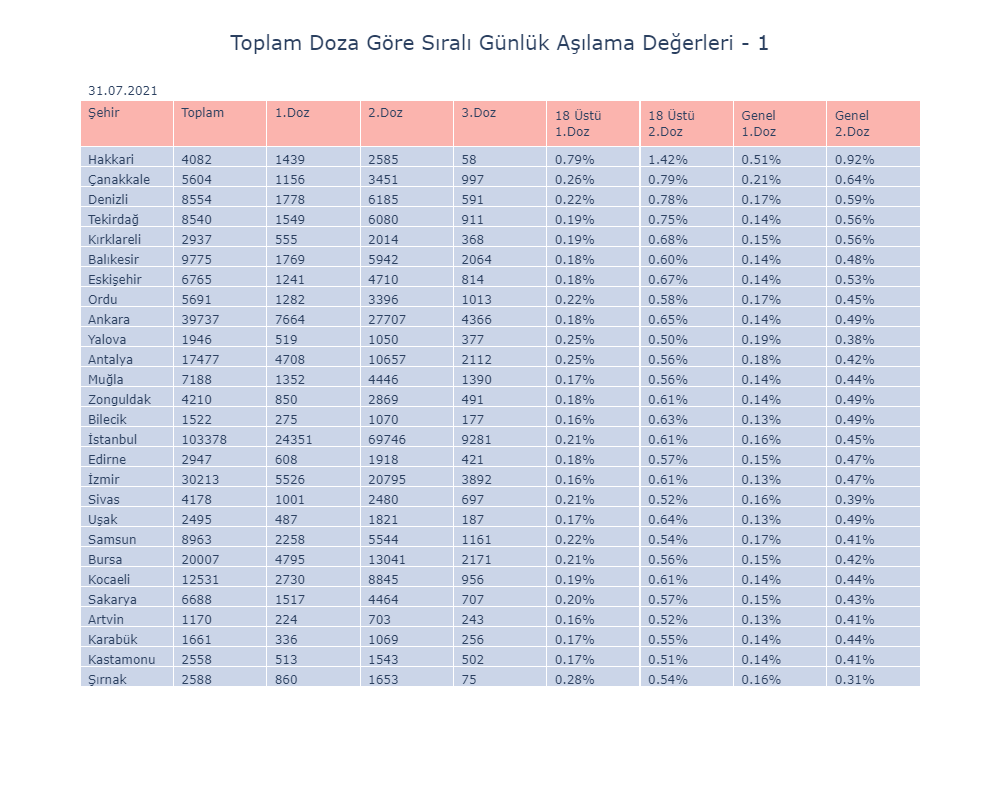 Toplam Doza Göre Sıralı Günlük Aşılama Değerleri - 1
31.07.2021
Şehir Toplam 1.Doz 2.Doz 3.Doz 18 Üstü 1.Doz 18 Üstü 2.Doz Genel 1.Doz Genel 2.Doz
Hakkari 4082 1439 2585 58 0.79% 1.42% 0.51% 0.92%
Çanakkale 5604 1156 3451 997 0.26% 0.79% 0.21% 0.64%
Denizli 8554 1778 6185 591 0.22% 0.78% 0.17% 0.59%
Tekirdağ 8540 1549 6080 911 0.19% 0.75% 0.14% 0.56%
Kırklareli 2937 555 2014 368 0.19% 0.68% 0.15% 0.56%
Balıkesir 9775 1769 5942 2064 0.18% 0.60% 0.14% 0.48%
Eskişehir 6765 1241 4710 814 0.18% 0.67% 0.14% 0.53%
Ordu 5691 1282 3396 1013 0.22% 0.58% 0.17% 0.45%
Ankara 39737 7664 27707 4366 0.18% 0.65% 0.14% 0.49%
Yalova 1946 519 1050 377 0.25% 0.50% 0.19% 0.38%
Antalya 17477 4708 10657 2112 0.25% 0.56% 0.18% 0.42%
Muğla 7188 1352 4446 1390 0.17% 0.56% 0.14% 0.44%
Zonguldak 4210 850 2869 491 0.18% 0.61% 0.14% 0.49%
Bilecik 1522 275 1070 177 0.16% 0.63% 0.13% 0.49%
İstanbul 103378 24351 69746 9281 0.21% 0.61% 0.16% 0.45%
Edirne 2947 608 1918 421 0.18% 0.57% 0.15% 0.47%
İzmir 30213 5526 20795 3892 0.16% 0.61% 0.13% 0.47%
Sivas 4178 1001 2480 697 0.21% 0.52% 0.16% 0.39%
Uşak 2495 487 1821 187 0.17% 0.64% 0.13% 0.49%
Samsun 8963 2258 5544 1161 0.22% 0.54% 0.17% 0.41%
Bursa 20007 4795 13041 2171 0.21% 0.56% 0.15% 0.42%
Kocaeli 12531 2730 8845 956 0.19% 0.61% 0.14% 0.44%
Sakarya 6688 1517 4464 707 0.20% 0.57% 0.15% 0.43%
Artvin 1170 224 703 243 0.16% 0.52% 0.13% 0.41%
Karabük 1661 336 1069 256 0.17% 0.55% 0.14% 0.44%
Kastamonu 2558 513 1543 502 0.17% 0.51% 0.14% 0.41%
Şırnak 2588 860 1653 75 0.28% 0.54% 0.16% 0.31%